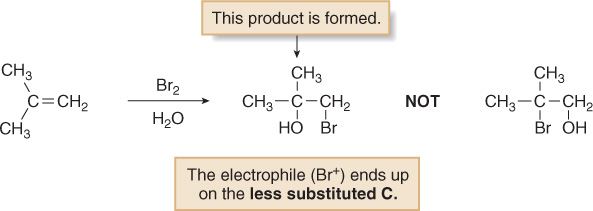 This product is formed.
CH3 CH3
C=CH2 Br2 CH3—C—CH2 NOT CH3—C—CH2
CH3 H2O HO Br Br OH
CH3
The electrophile (Br+) ends up
on the less substituted C.